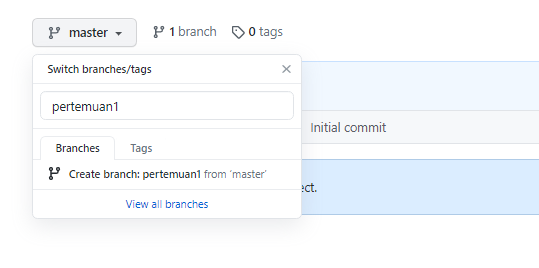 master
1 branch
0 tags
Switch branches/tags
pertemuan1
Initial commit
Branches
Tags
Create branch: pertemuan1 from 'master'
ect.
View all branches